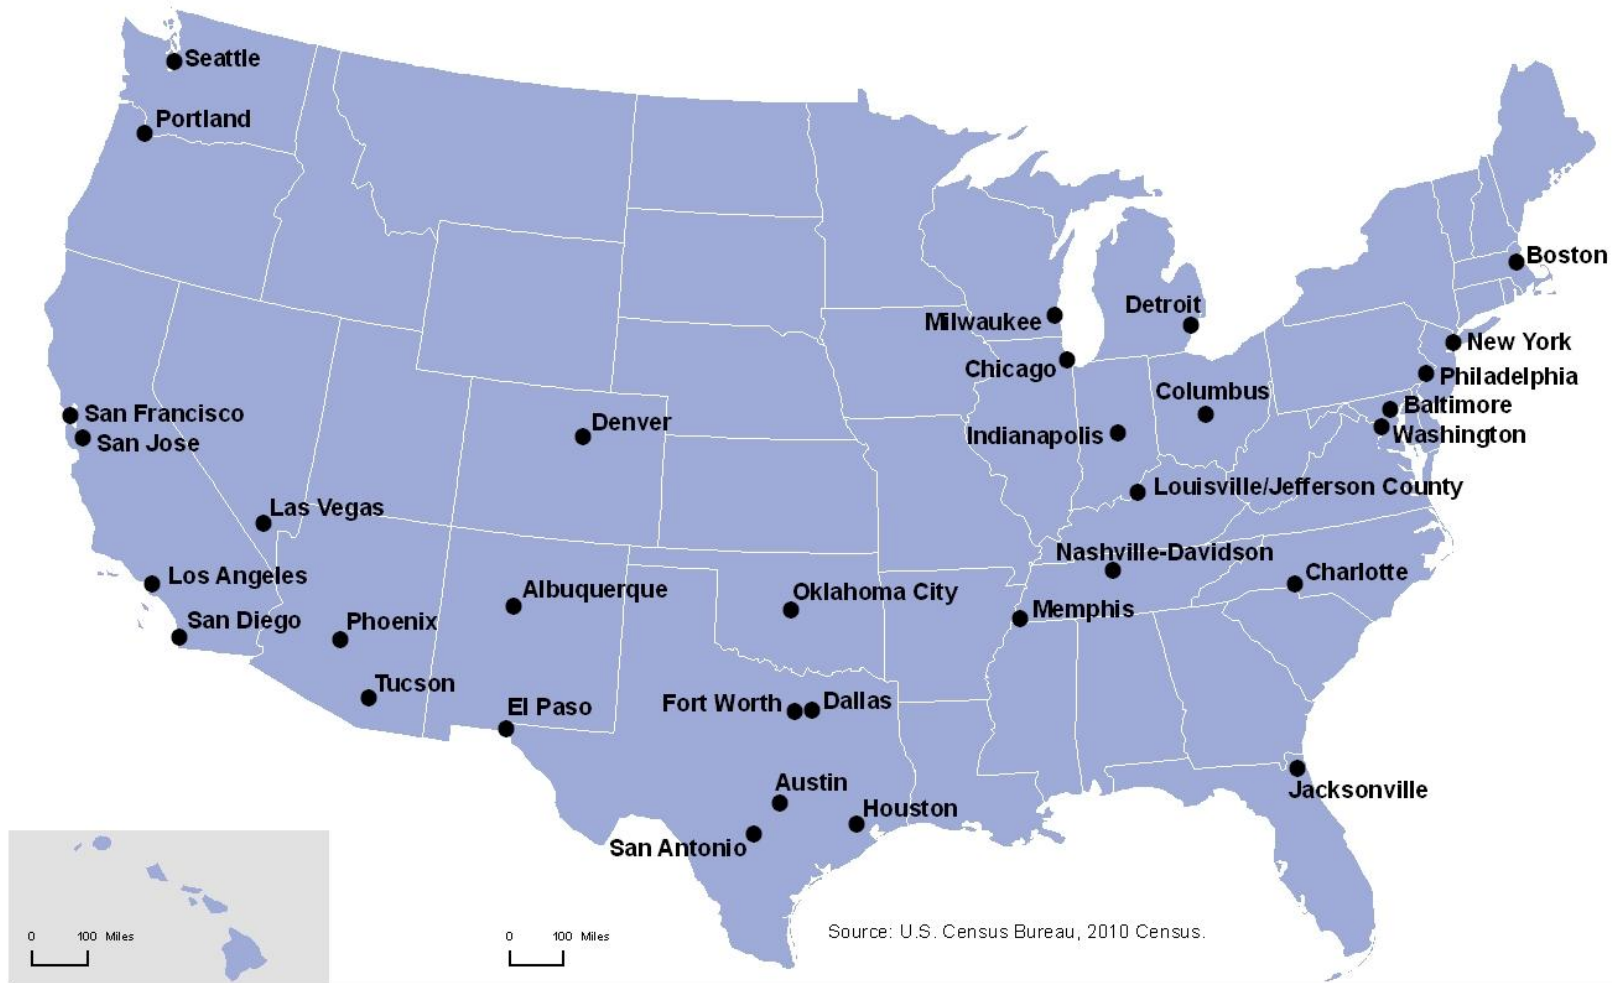 Seattle
Portland
Boston
Detroit
Milwaukee
New York
Chicago
Philadelphia
Columbus
Baltimore
San Francisco
Denver
Washington
Indianapolis
San Jose
Louisville/Jefferson County
Las Vegas
Nashville-Davidson
Charlotte
Los Angeles
Albuquerque
Oklahoma City
Memphis
San Diego
Phoenix
Tucson
El Paso
Fort Worth
Dallas
Austin
Jacksonville
Houston
San Antonio
Source: U.S. Census Bureau, 2010 Census.
0 100 Miles
0 100 Miles